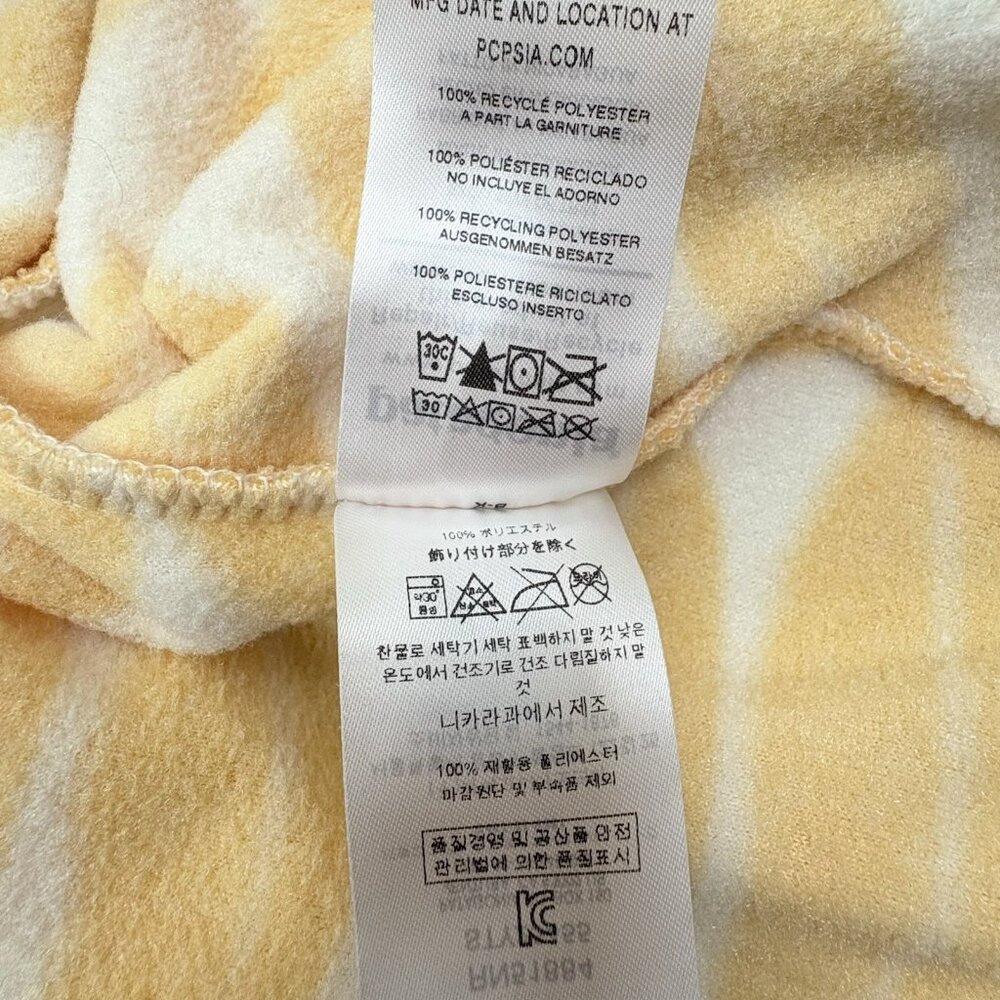 MFG DATE AND LOCATION AT
PCPSIA.COM
100% RECYCLÉ POLYESTER
A PART LA GARNITURE
100% POLIÉSTER RECICLADO
NO INCLUYE EL ADORNO
100% RECYCLING POLYESTER
AUSGENOMMEN BESATZ
100% POLIESTERE RICICLATO
ESCLUSO INSERTO
30C
30
100% ポリエステル
飾り付け部分を除く
약30°
중성
찬물로 세탁기 세탁 표백하지 말 것 낮은
온도에서 건조기로 건조 다림질하지 말
것
니카라과에서 제조
100% 재활용 폴리에스터
마감원단 및 부속품 제외
품질경영 및 공산품 안전
관리법에 의한 품질표시